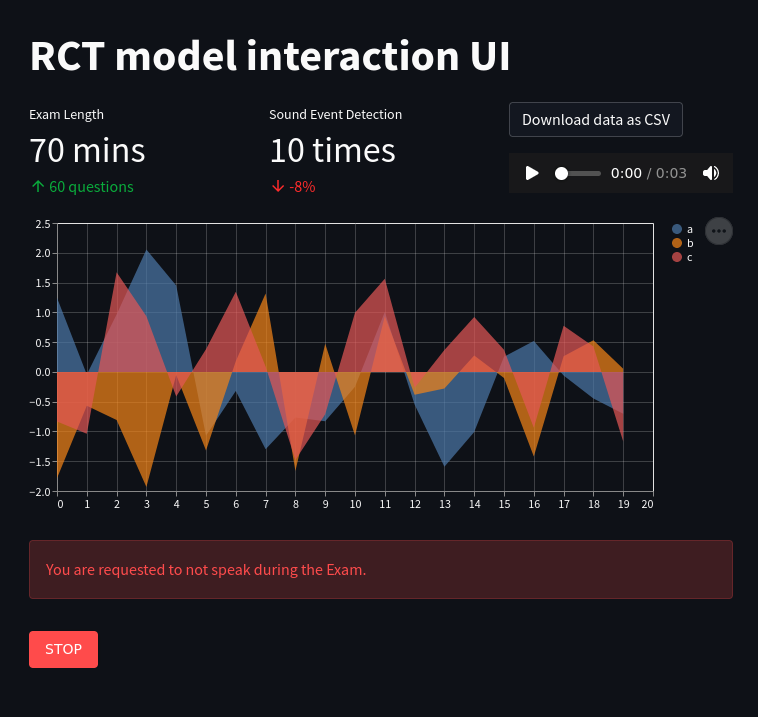 RCT model interaction UI
Exam Length
70 mins
↑ 60 questions
Sound Event Detection
10 times
↓ -8%
Download data as CSV
0:00 / 0:03
2.5
2.0
1.5
1.0
0.5
0.0
−0.5
−1.0
−1.5
−2.0
0 1 2 3 4 5 6 7 8 9 10 11 12 13 14 15 16 17 18 19 20
a
b
c
You are requested to not speak during the Exam.
STOP